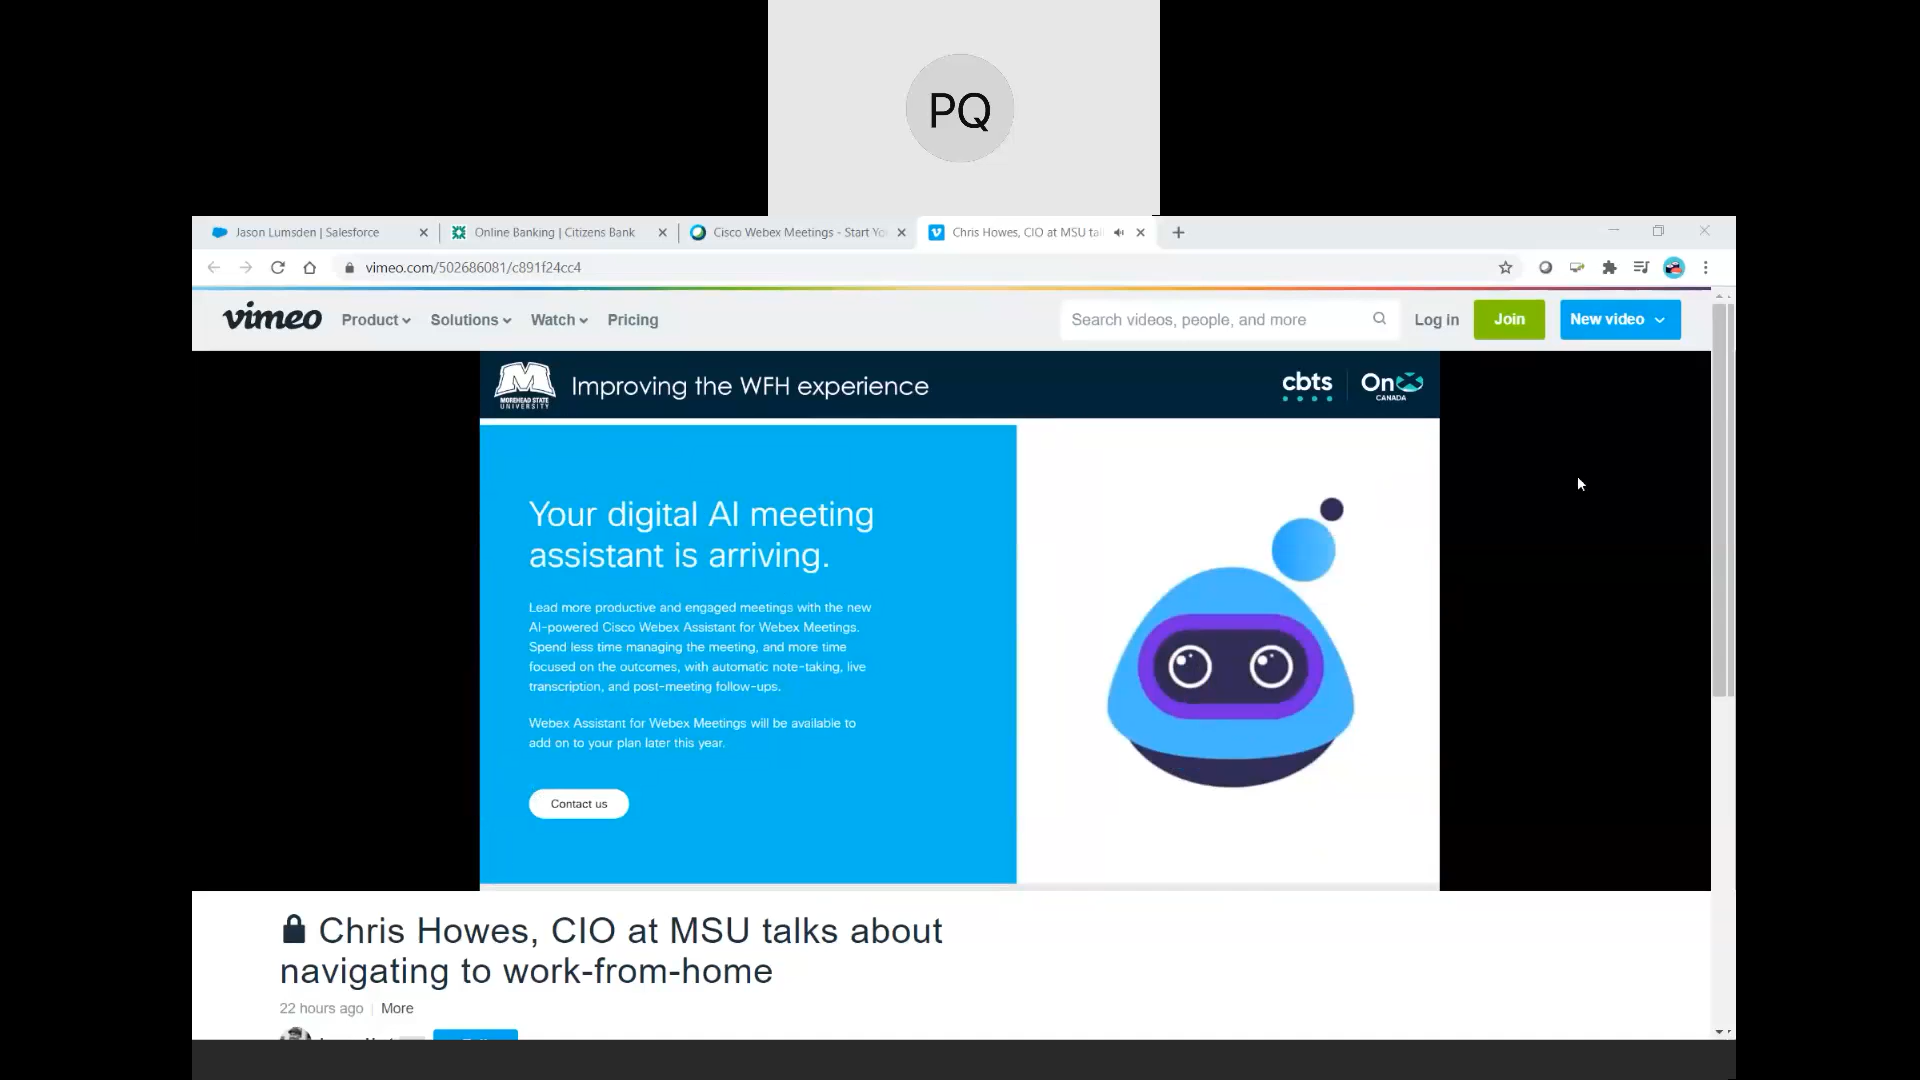 PQ
Jason Lumsden | Salesforce
Online Banking | Citizens Bank
Cisco Webex Meetings - Start Yo
Chris Howes, CIO at MSU tal
vimeo.com/502686081/c891f24cc4
vimeo
Product
Solutions
Watch
Pricing
Search videos, people, and more
Log in
Join
New video
M
MOREHEAD STATE
UNIVERSITY
Improving the WFH experience
cbts
OnX
CANADA
Your digital AI meeting
assistant is arriving.
Lead more productive and engaged meetings with the new
AI-powered Cisco Webex Assistant for Webex Meetings.
Spend less time managing the meeting, and more time
focused on the outcomes, with automatic note-taking, live
transcription, and post-meeting follow-ups.
Webex Assistant for Webex Meetings will be available to
add on to your plan later this year.
Contact us
Chris Howes, CIO at MSU talks about
navigating to work-from-home
22 hours ago | More